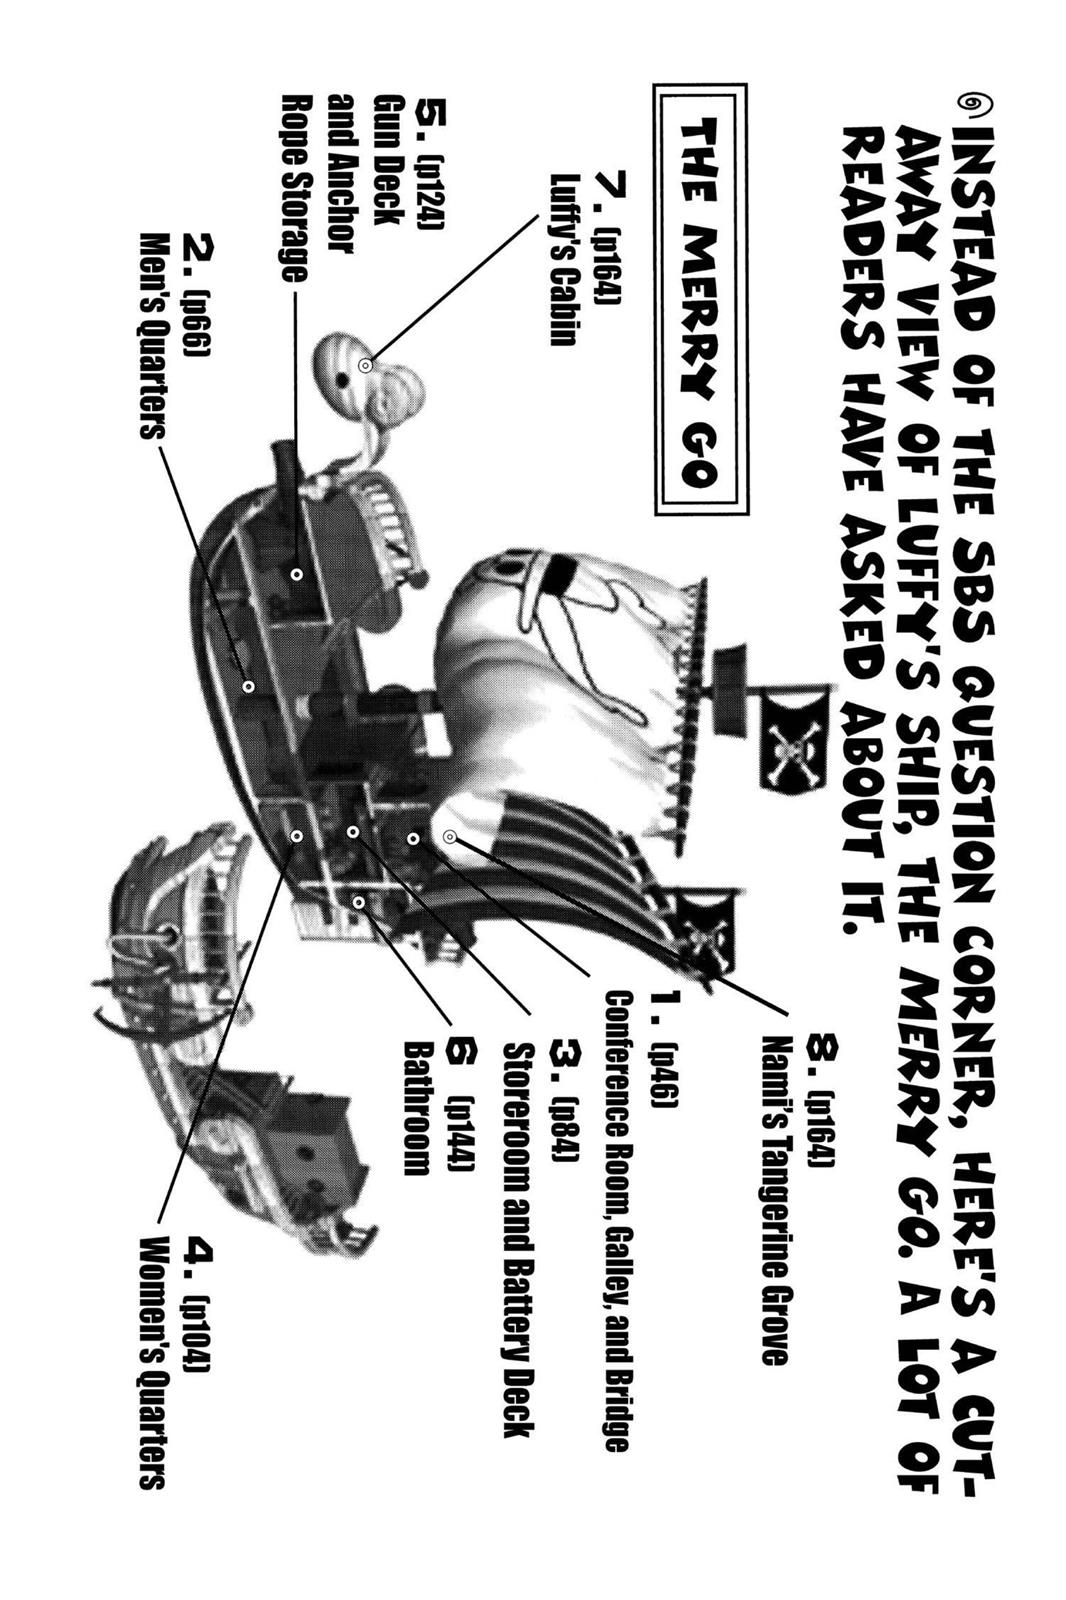 INSTEAD OF THE SBS QUESTION CORNER, HERE'S A CUT-
AWAY VIEW OF LUFFY'S SHIP, THE MERRY GO. A LOT OF
READERS HAVE ASKED ABOUT IT.
THE MERRY GO
7. (p164)
Luffy's Cabin
5. (p124)
Gun Deck
and Anchor
Rope Storage
2. (p66)
Men's Quarters
8. (p164)
Nami's Tangerine Grove
1. (p46)
Conference Room, Galley, and Bridge
3. (p84)
Storeroom and Battery Deck
6 (p144)
Bathroom
4. (p104)
Women's Quarters